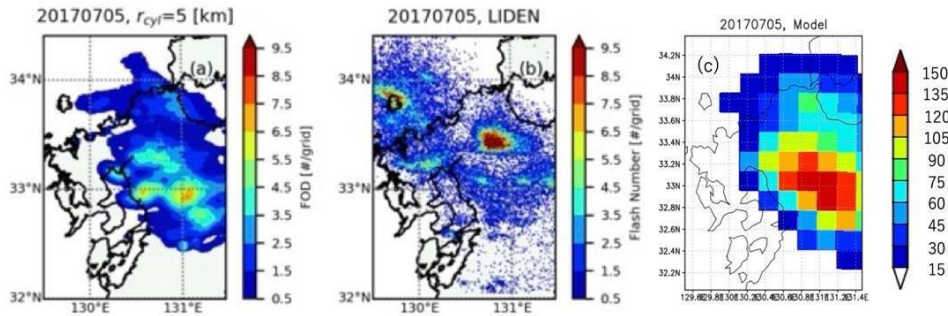 20170705, r_cyl=5 [km]
(a)
34°N
33°N
32°N
130°E
131°E
9.5
8.5
7.5
6.5
5.5
4.5
3.5
2.5
1.5
0.5
FOD [#/grid]
20170705, LIDEN
(b)
34°N
33°N
32°N
130°E
131°E
9.5
8.5
7.5
6.5
5.5
4.5
3.5
2.5
1.5
0.5
Flash Number [#/grid]
20170705, Model
(c)
34.2N
34N
33.8N
33.6N
33.4N
33.2N
33N
32.8N
32.6N
32.4N
32.2N
150
135
120
105
90
75
60
45
30
15